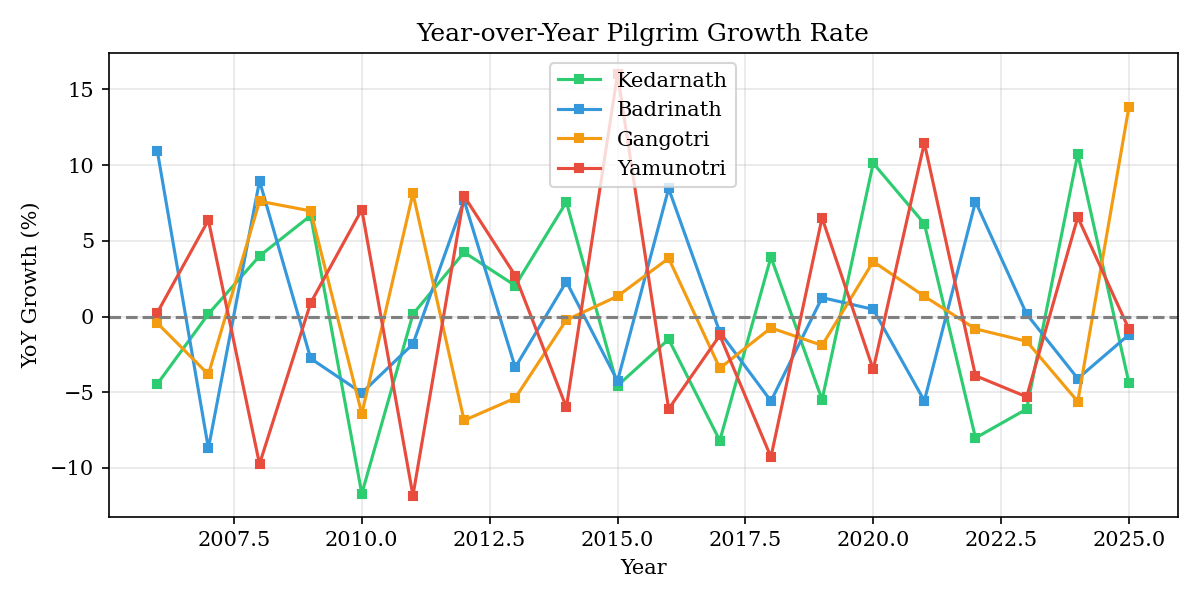 Year-over-Year Pilgrim Growth Rate
Kedarnath
Badrinath
Gangotri
Yamunotri
YoY Growth (%)
15
10
5
0
−5
−10
2007.5 2010.0 2012.5 2015.0 2017.5 2020.0 2022.5 2025.0
Year